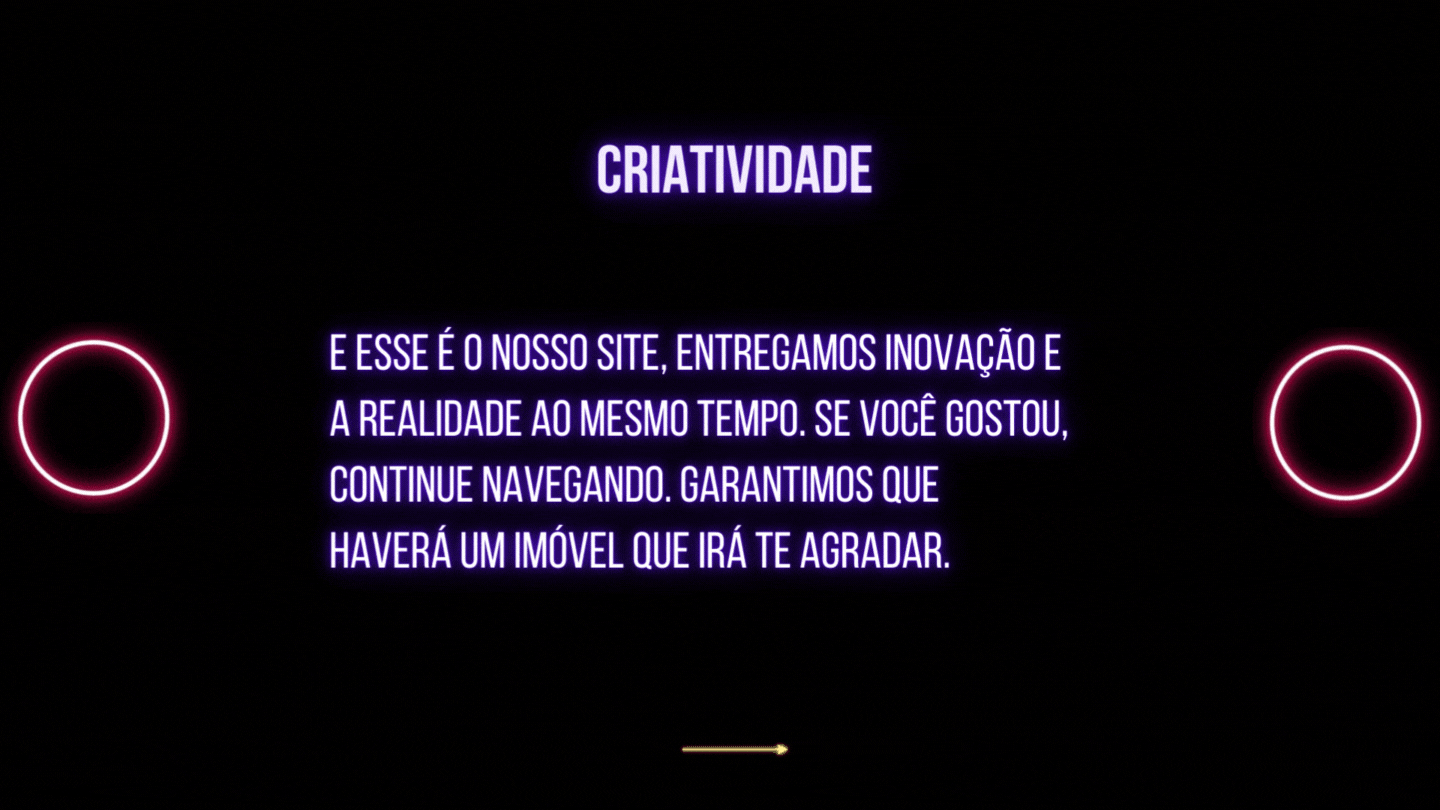 CRIATIVIDADE
E ESSE É O NOSSO SITE, ENTREGAMOS INOVAÇÃO E
A REALIDADE AO MESMO TEMPO. SE VOCÊ GOSTOU,
CONTINUE NAVEGANDO. GARANTIMOS QUE
HAVERÁ UM IMÓVEL QUE IRÁ TE AGRADAR.